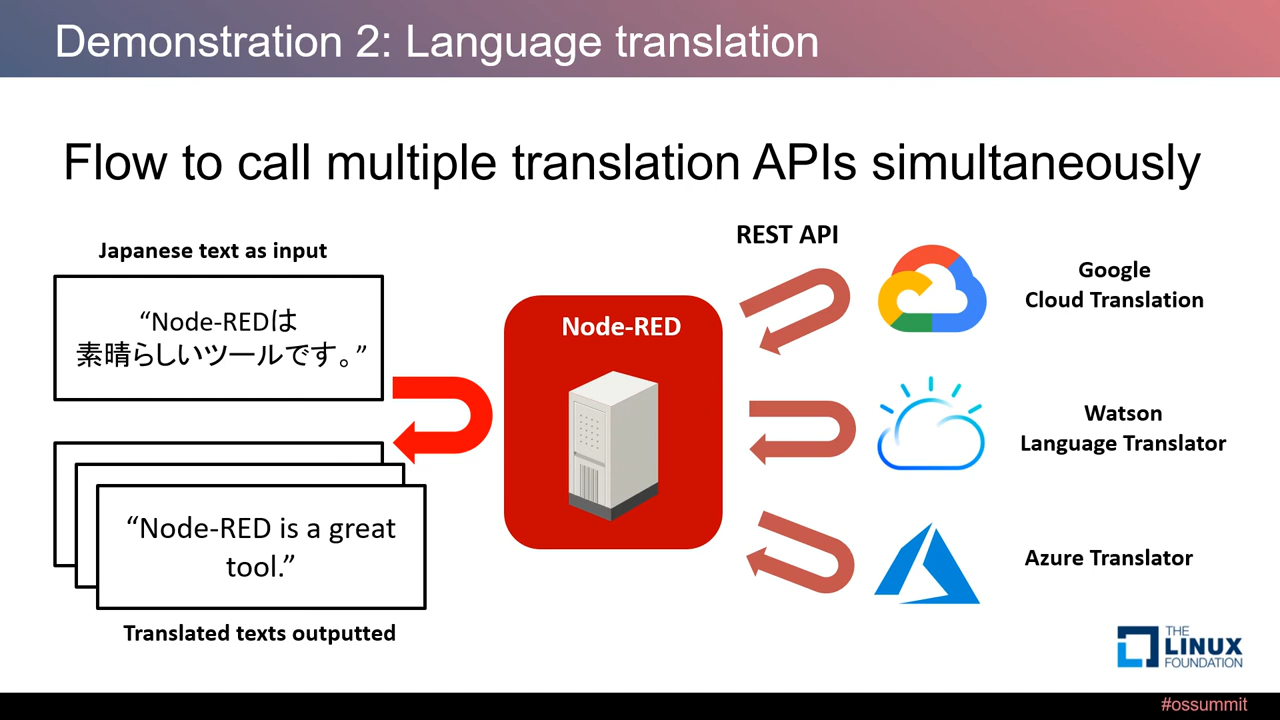 Demonstration 2: Language translation
Flow to call multiple translation APIs simultaneously
Japanese text as input
“Node-REDは
素晴らしいツールです。”
“Node-RED is a great
tool.”
Translated texts outputted
Node-RED
REST API
Google
Cloud Translation
Watson
Language Translator
Azure Translator
THE
LINUX
FOUNDATION
#ossummit